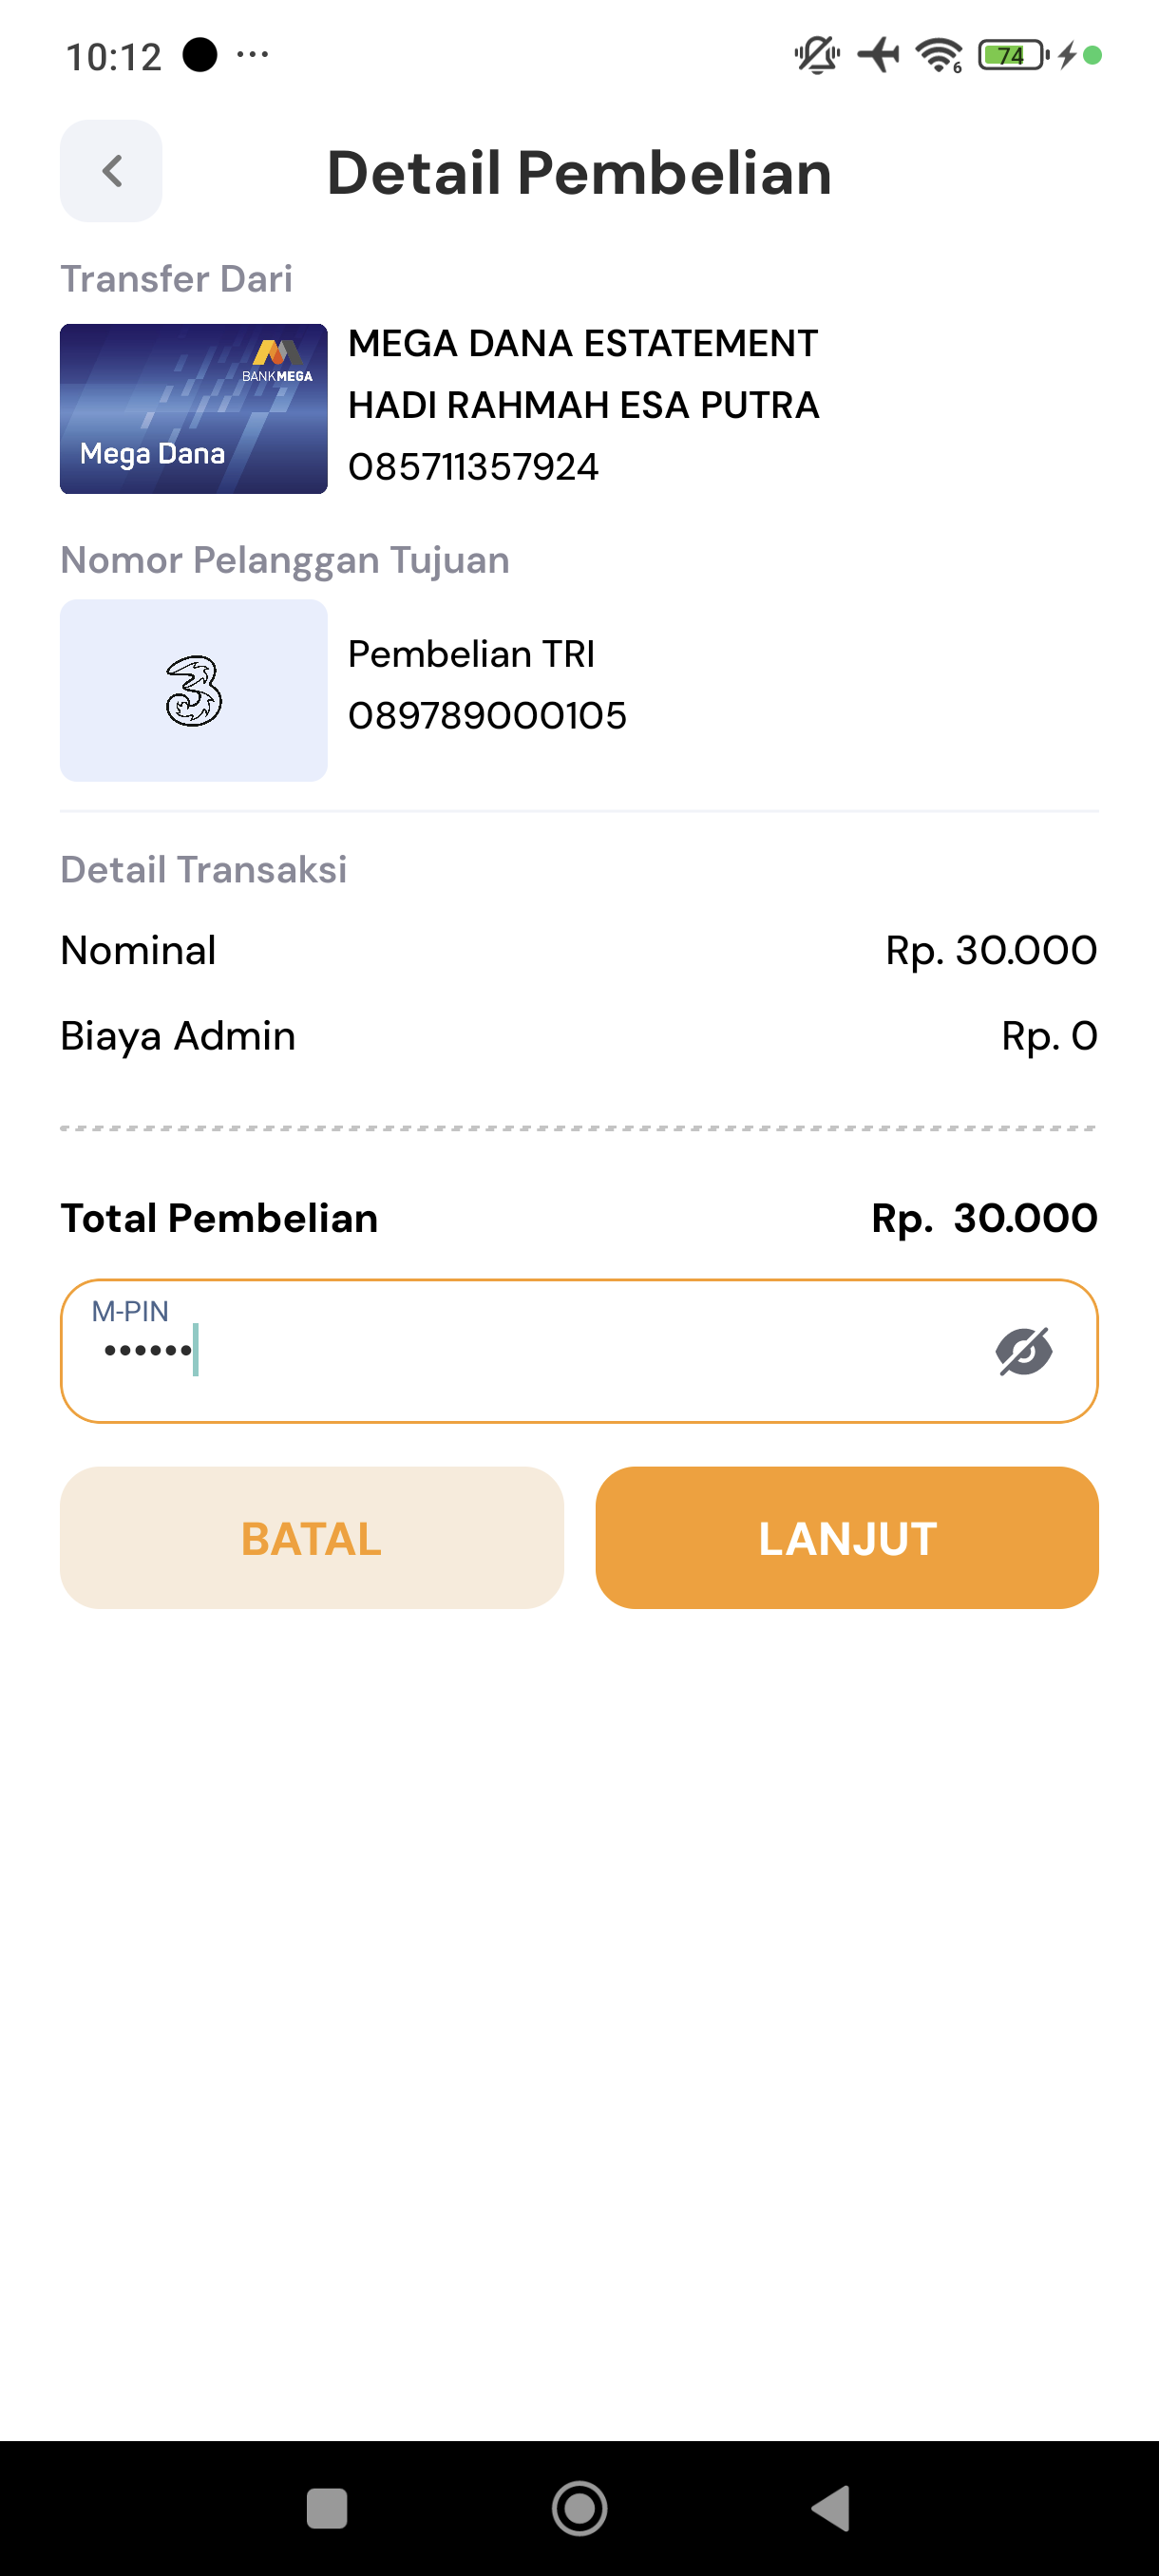 10:12 ...
6 74
Detail Pembelian
Transfer Dari
BANKMEGA
Mega Dana
MEGA DANA ESTATEMENT
HADI RAHMAH ESA PUTRA
085711357924
Nomor Pelanggan Tujuan
3
Pembelian TRI
089789000105
Detail Transaksi
Nominal Rp. 30.000
Biaya Admin Rp. 0
Total Pembelian Rp. 30.000
M-PIN
••••••
BATAL LANJUT